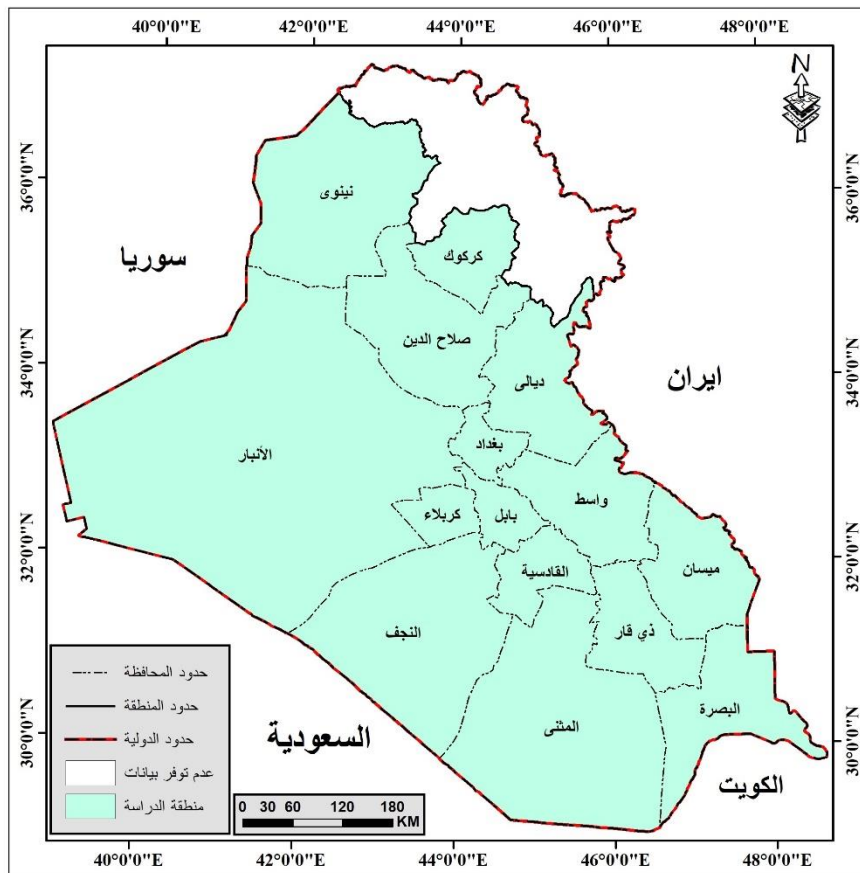 40°0'0"E 42°0'0"E 44°0'0"E 46°0'0"E 48°0'0"E
N
36°0'0"N
36°0'0"N
34°0'0"N
34°0'0"N
32°0'0"N
32°0'0"N
30°0'0"N
30°0'0"N
نينوى
كركوك
سوريا
صلاح الدين
ديالى
ايران
بغداد
الأنبار
واسط
كربلاء
بابل
القادسية
ميسان
النجف
ذي قار
البصرة
المثنى
السعودية
الكويت
حدود المحافظة
حدود المنطقة
حدود الدولية
عدم توفر بيانات
منطقة الدراسة
0 30 60 120 180
KM
40°0'0"E 42°0'0"E 44°0'0"E 46°0'0"E 48°0'0"E